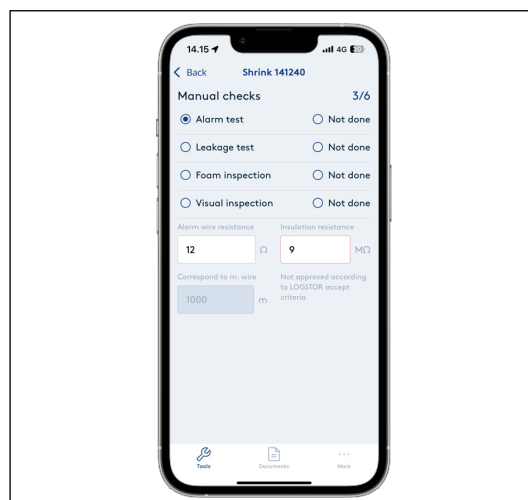 14.15 4G
Back Shrink 141240
Manual checks 3/6
Alarm test Not done
Leakage test Not done
Foam inspection Not done
Visual inspection Not done
Alarm wire resistance Insulation resistance
12 Ω 9 MΩ
Correspond to m. wire Not approved according
1000 m to LOGSTOR accept
criteria
Tools Documents More